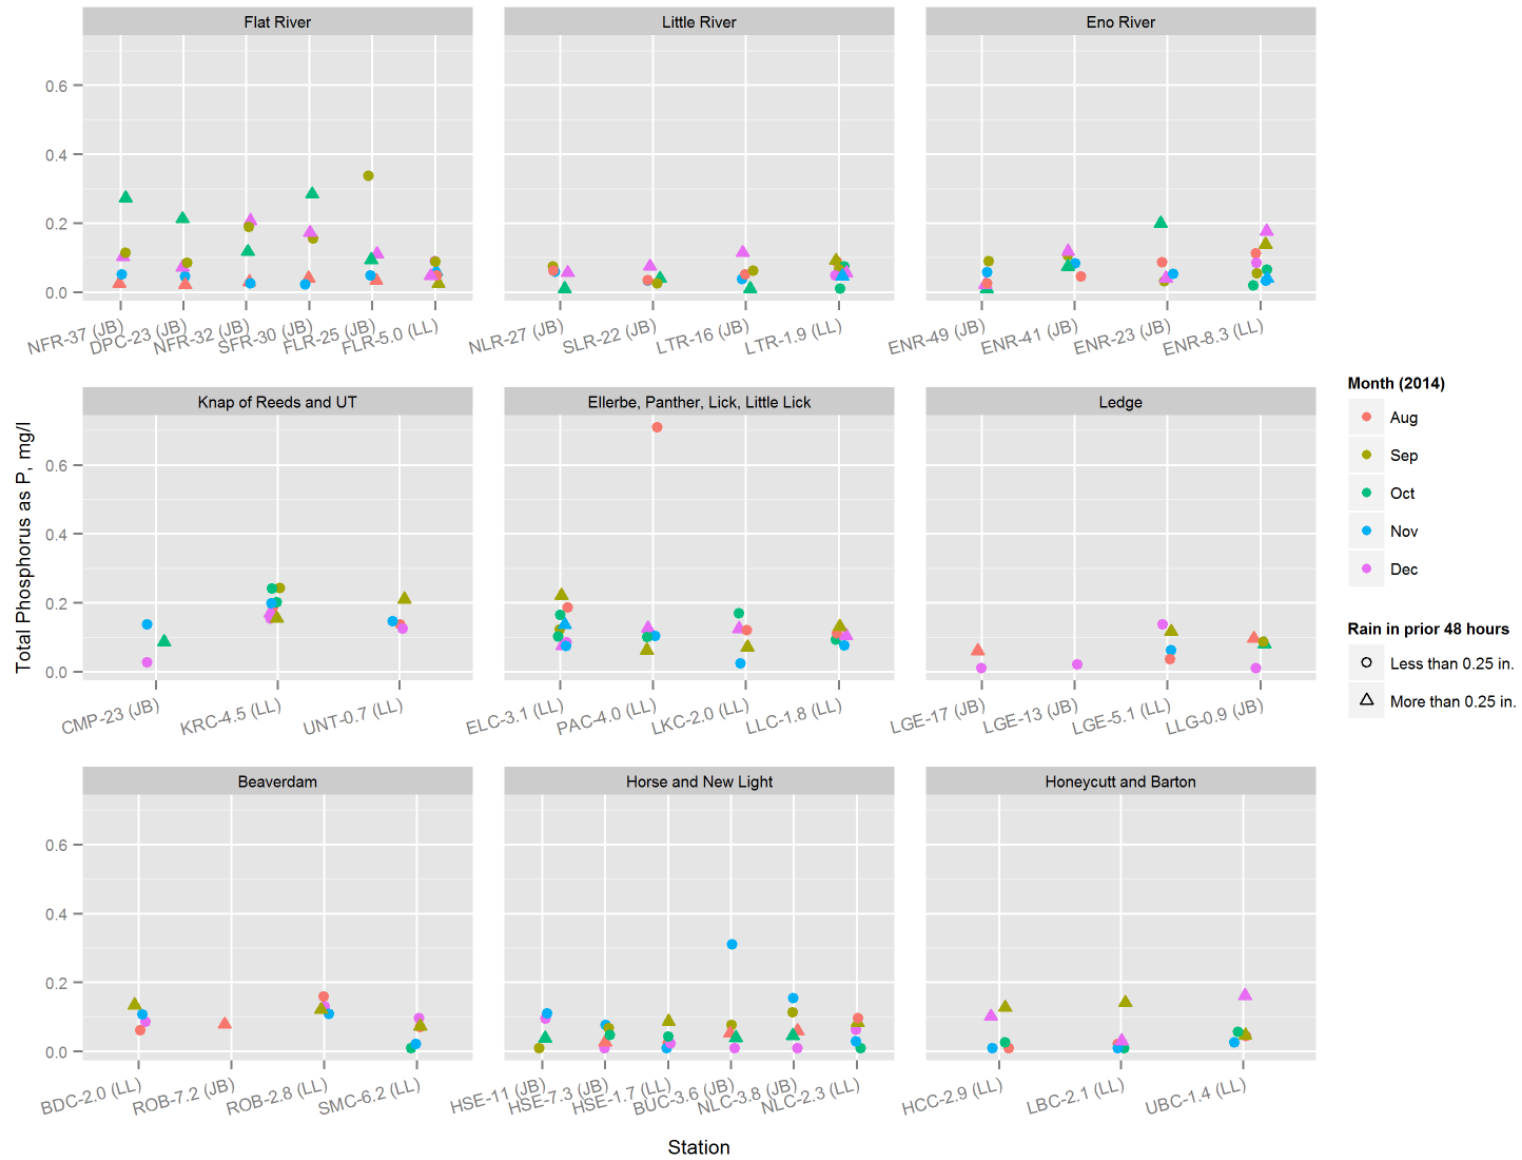 Flat River
Little River
Eno River
0.6
0.4
0.2
0.0
NFR-37 (JB)
DPC-23 (JB)
NFR-32 (JB)
SFR-30 (JB)
FLR-25 (JB)
FLR-5.0 (LL)
NLR-27 (JB)
SLR-22 (JB)
LTR-16 (JB)
LTR-1.9 (LL)
ENR-49 (JB)
ENR-41 (JB)
ENR-23 (JB)
ENR-8.3 (LL)
Knap of Reeds and UT
Ellerbe, Panther, Lick, Little Lick
Ledge
Total Phosphorus as P, mg/l
0.6
0.4
0.2
0.0
CMP-23 (JB)
KRC-4.5 (LL)
UNT-0.7 (LL)
ELC-3.1 (LL)
PAC-4.0 (LL)
LKC-2.0 (LL)
LLC-1.8 (LL)
LGE-17 (JB)
LGE-13 (JB)
LGE-5.1 (LL)
LLG-0.9 (JB)
Beaverdam
Horse and New Light
Honeycutt and Barton
0.6
0.4
0.2
0.0
BDC-2.0 (LL)
ROB-7.2 (JB)
ROB-2.8 (LL)
SMC-6.2 (LL)
HSE-11 (JB)
HSE-7.3 (JB)
HSE-1.7 (LL)
BUC-3.6 (JB)
NLC-3.8 (JB)
NLC-2.3 (LL)
HCC-2.9 (LL)
LBC-2.1 (LL)
UBC-1.4 (LL)
Station
Month (2014)
Aug
Sep
Oct
Nov
Dec
Rain in prior 48 hours
Less than 0.25 in.
More than 0.25 in.